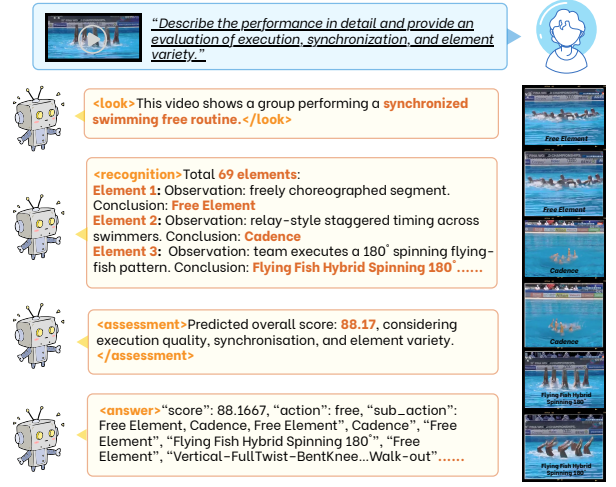 “Describe the performance in detail and provide an
evaluation of execution, synchronization, and element
variety.”
<look>This video shows a group performing a synchronized
swimming free routine.</look>
<recognition>Total 69 elements:
Element 1: Observation: freely choreographed segment.
Conclusion: Free Element
Element 2: Observation: relay-style staggered timing across
swimmers. Conclusion: Cadence
Element 3: Observation: team executes a 180° spinning flying-
fish pattern. Conclusion: Flying Fish Hybrid Spinning 180°......
<assessment>Predicted overall score: 88.17, considering
execution quality, synchronisation, and element variety.
</assessment>
<answer>“score”: 88.1667, “action”: free, “sub_action”:
Free Element, Cadence, Free Element”, Cadence”, “Free
Element”, “Flying Fish Hybrid Spinning 180°”, “Free
Element”, “Vertical-FullTwist-BentKnee...Walk-out”......
Free Element
Free Element
Cadence
Cadence
Flying Fish Hybrid
Spinning 180°
Flying Fish Hybrid
Spinning 180°